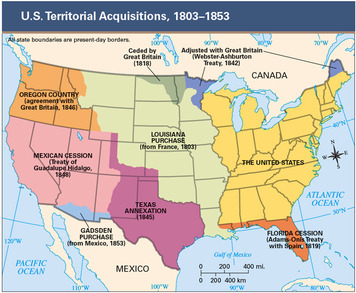 U.S. Territorial Acquisitions, 1803–1853
All state boundaries are present-day borders.
100°W
90°W
80°W
70°W
Ceded by
Great Britain
(1818)
Adjusted with Great Britain
(Webster-Ashburton
Treaty, 1842)
CANADA
OREGON COUNTRY
(agreement with
Great Britain,
1846)
40°N
LOUISIANA
PURCHASE
(from France, 1803)
MEXICAN CESSION
(Treaty of
Guadalupe Hidalgo,
1848)
THE UNITED STATES
N
W
E
S
ATLANTIC
OCEAN
TEXAS
ANNEXATION
(1845)
30°N
GADSDEN
PURCHASE
(from Mexico, 1853)
FLORIDA CESSION
(Adams-Onís Treaty
with Spain, 1819)
120°W
Gulf of Mexico
PACIFIC
OCEAN
MEXICO
0 200 400 mi.
0 200 400 km
110°W
100°W
90°W
80°W